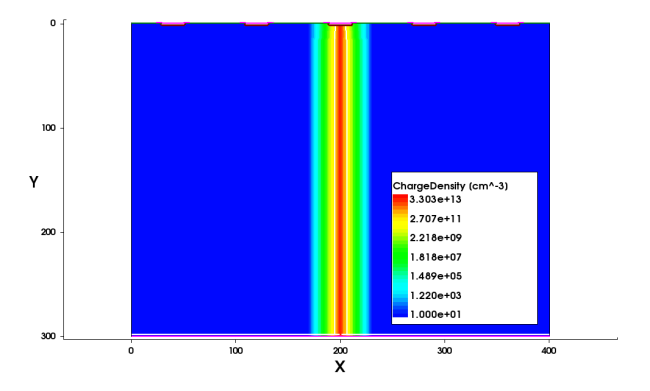 0
100
200
300
Y
ChargeDensity (cm^-3)
3.303e+13
2.707e+11
2.218e+09
1.818e+07
1.489e+05
1.220e+03
1.000e+01
0 100 200 300 400
X